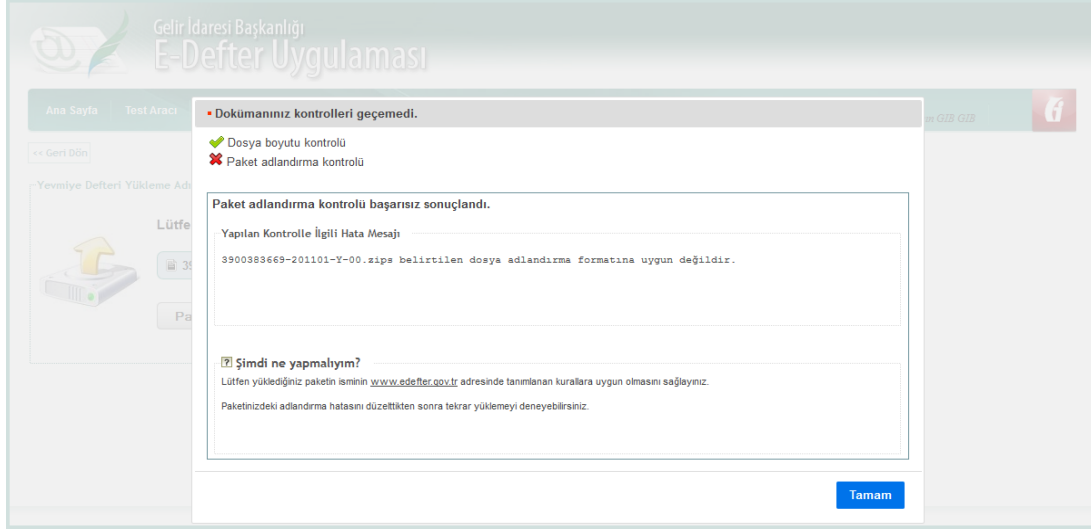 Gelir İdaresi Başkanlığı
E-Defter Uygulaması
Ana Sayfa
Test Aracı
GIB GIB
<< Geri Dön
Yevmiye Defteri Yükleme
Dokümanınız kontrolleri geçemedi.
Dosya boyutu kontrolü
Paket adlandırma kontrolü
Paket adlandırma kontrolü başarısız sonuçlandı.
Yapılan Kontrolle İlgili Hata Mesajı
3900383669-201101-Y-00.zips belirtilen dosya adlandırma formatına uygun değildir.
Şimdi ne yapmalıyım?
Lütfen yüklediğiniz paketin isminin www.edefter.gov.tr adresinde tanımlanan kurallara uygun olmasını sağlayınız.
Paketinizdeki adlandırma hatasını düzelttikten sonra tekrar yüklemeyi deneyebilirsiniz.
Tamam